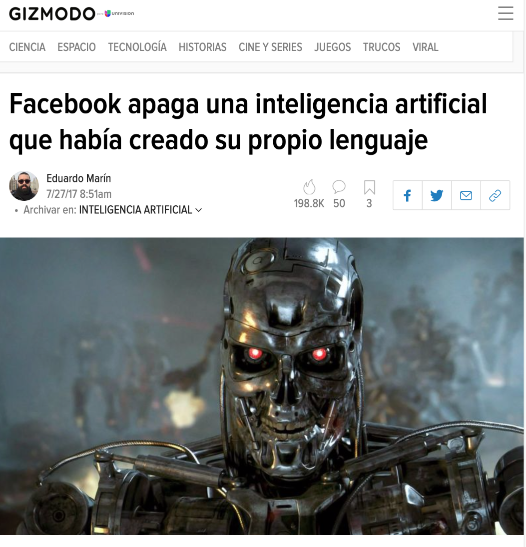 GIZMODO univision
CIENCIA ESPACIO TECNOLOGÍA HISTORIAS CINE Y SERIES JUEGOS TRUCOS VIRAL
Facebook apaga una inteligencia artificial
que había creado su propio lenguaje
Eduardo Marín
7/27/17 8:51am
• Archivar en: INTELIGENCIA ARTIFICIAL
198.8K 50 3